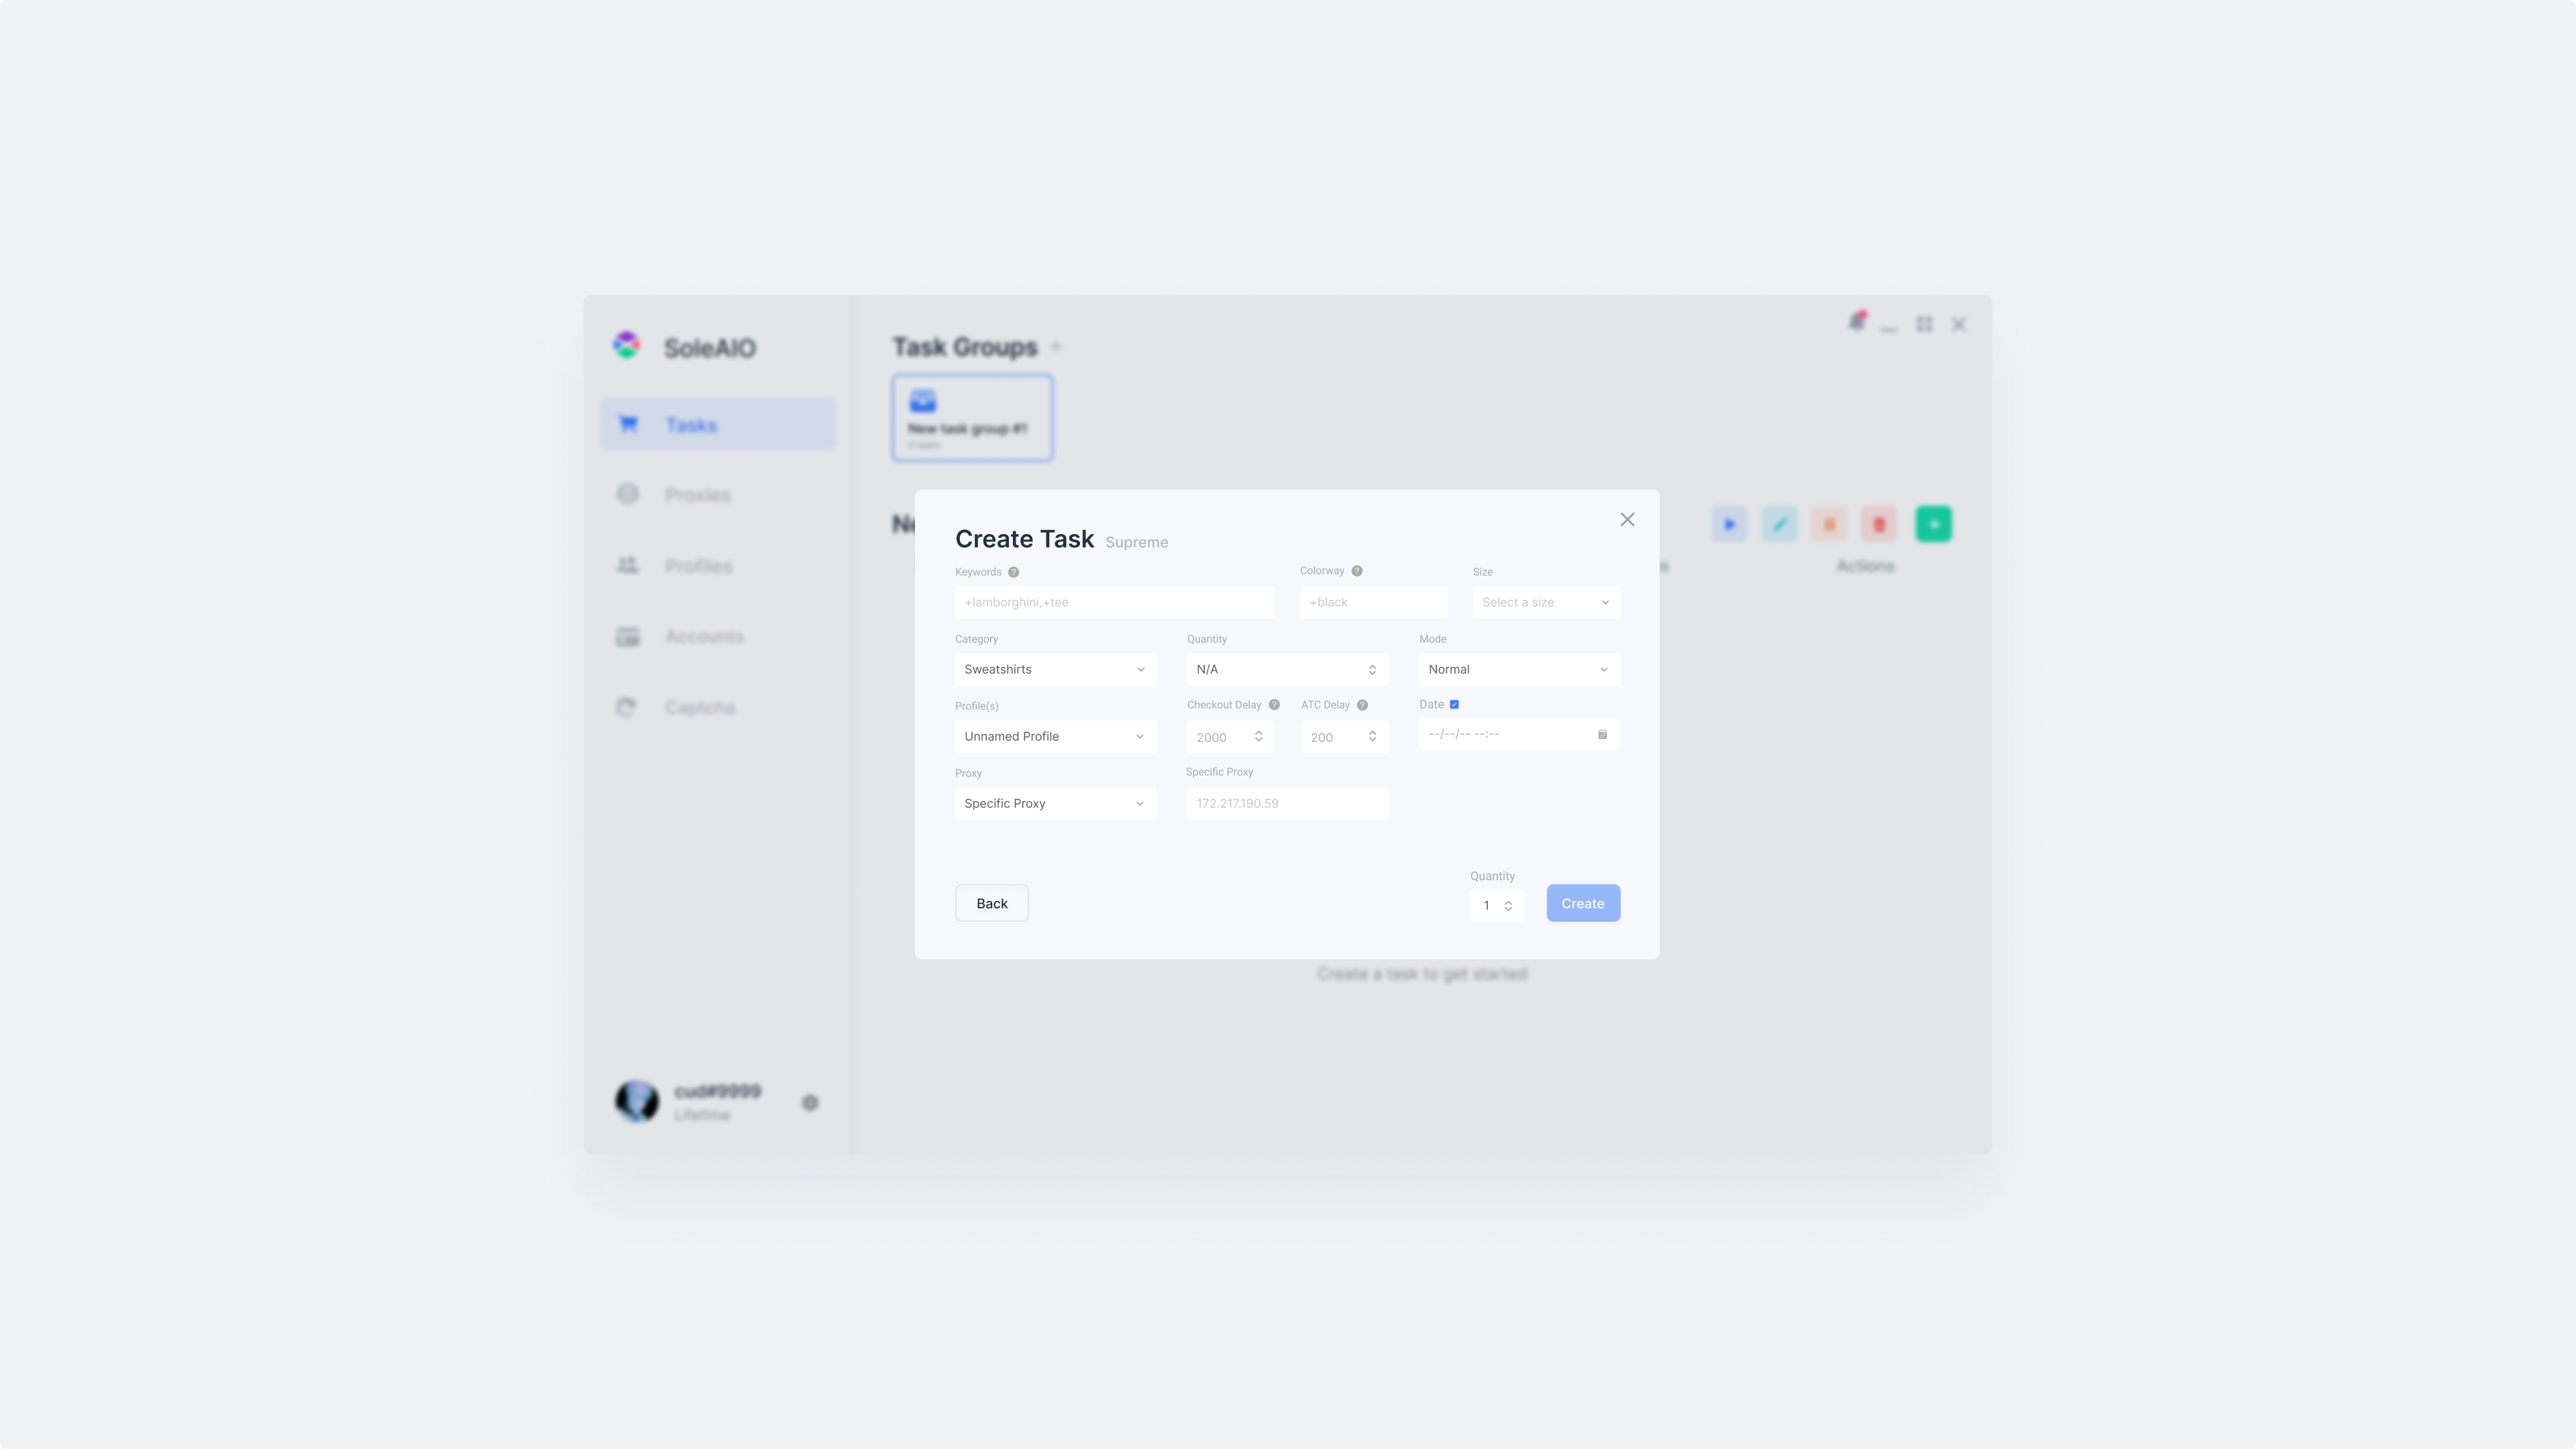 SoleAIO
Tasks
Proxies
Profiles
Accounts
Captcha
cud#9999
Lifetime
Task Groups +
New task group #1
0 tasks
Actions
Create Task Supreme
Keywords ?
+lamborghini,+tee
Colorway ?
+black
Size
Select a size
Category
Sweatshirts
Quantity
N/A
Mode
Normal
Profile(s)
Unnamed Profile
Checkout Delay ?
2000
ATC Delay ?
200
Date
--/--/-- --:--
Proxy
Specific Proxy
Specific Proxy
172.217.190.59
Back
Quantity
1
Create
Create a task to get started